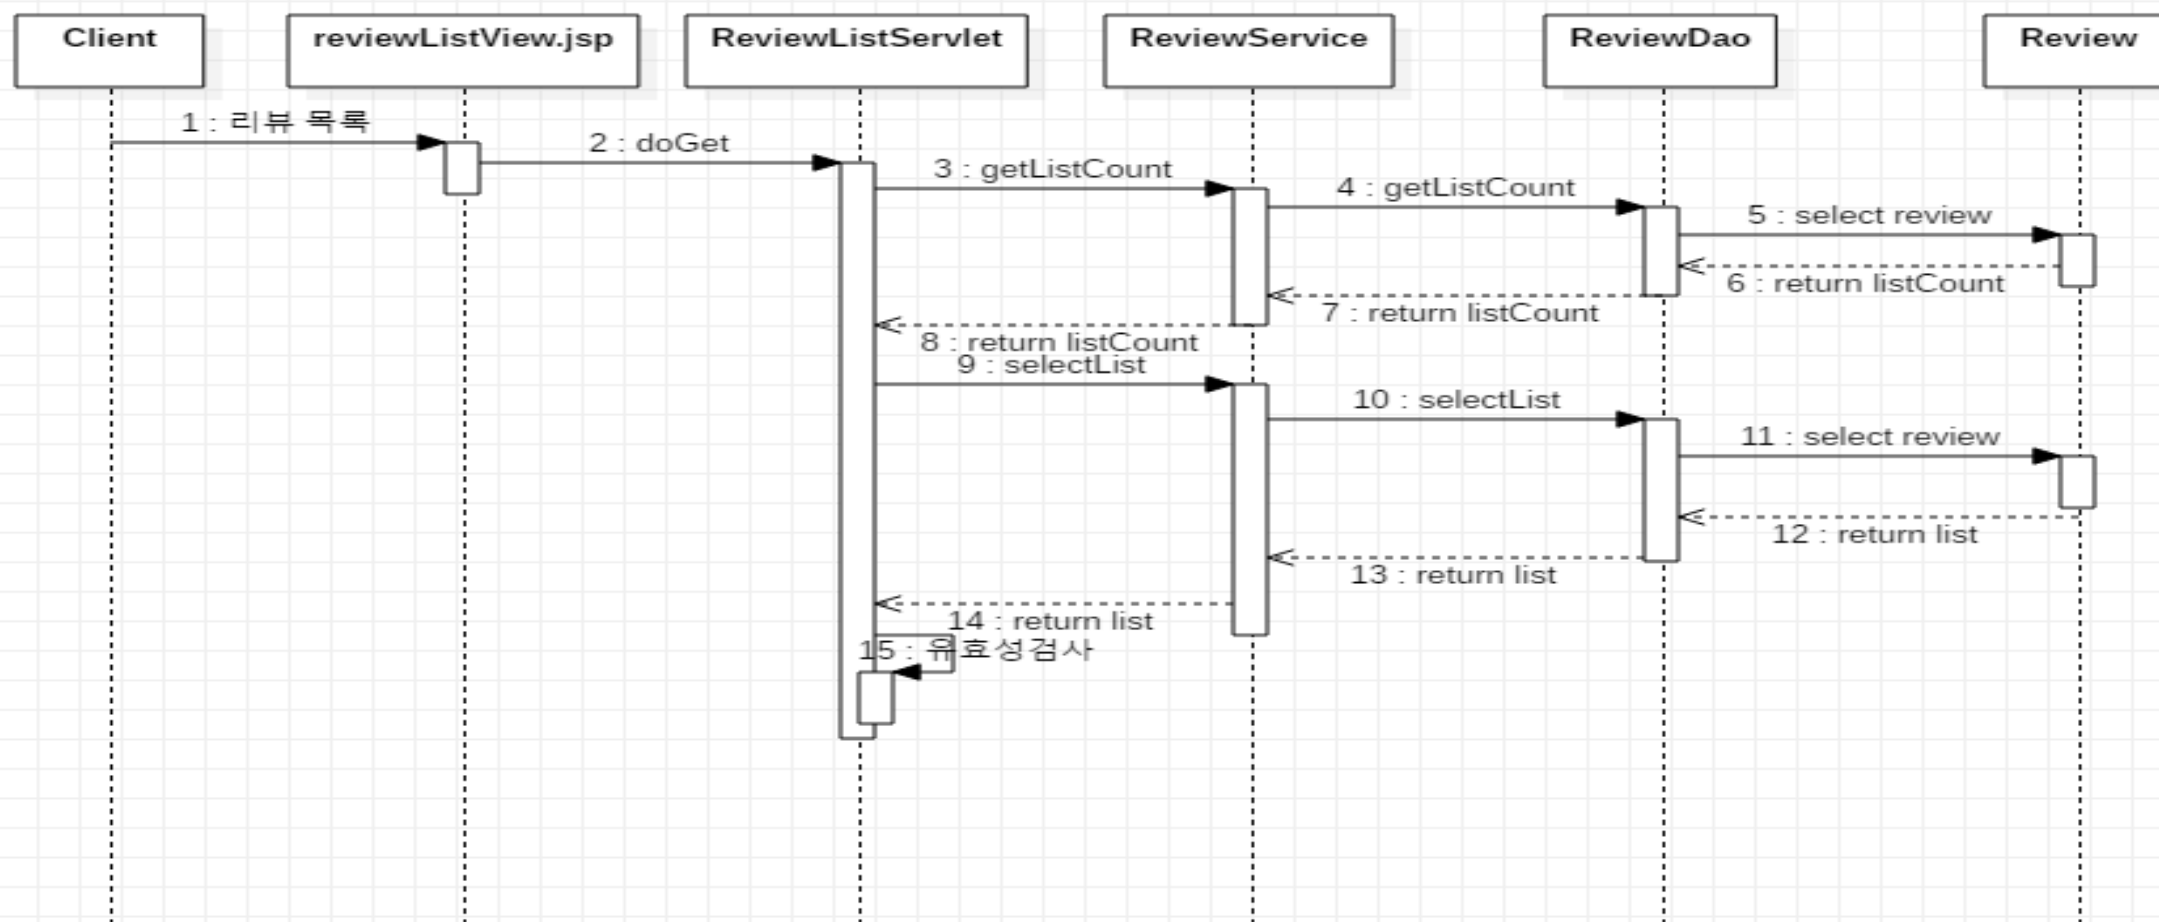 Client
reviewListView.jsp
ReviewListServlet
ReviewService
ReviewDao
Review
1 : 리뷰 목록
2 : doGet
3 : getListCount
4 : getListCount
5 : select review
6 : return listCount
7 : return listCount
8 : return listCount
9 : selectList
10 : selectList
11 : select review
12 : return list
13 : return list
14 : return list
15 : 유효성검사